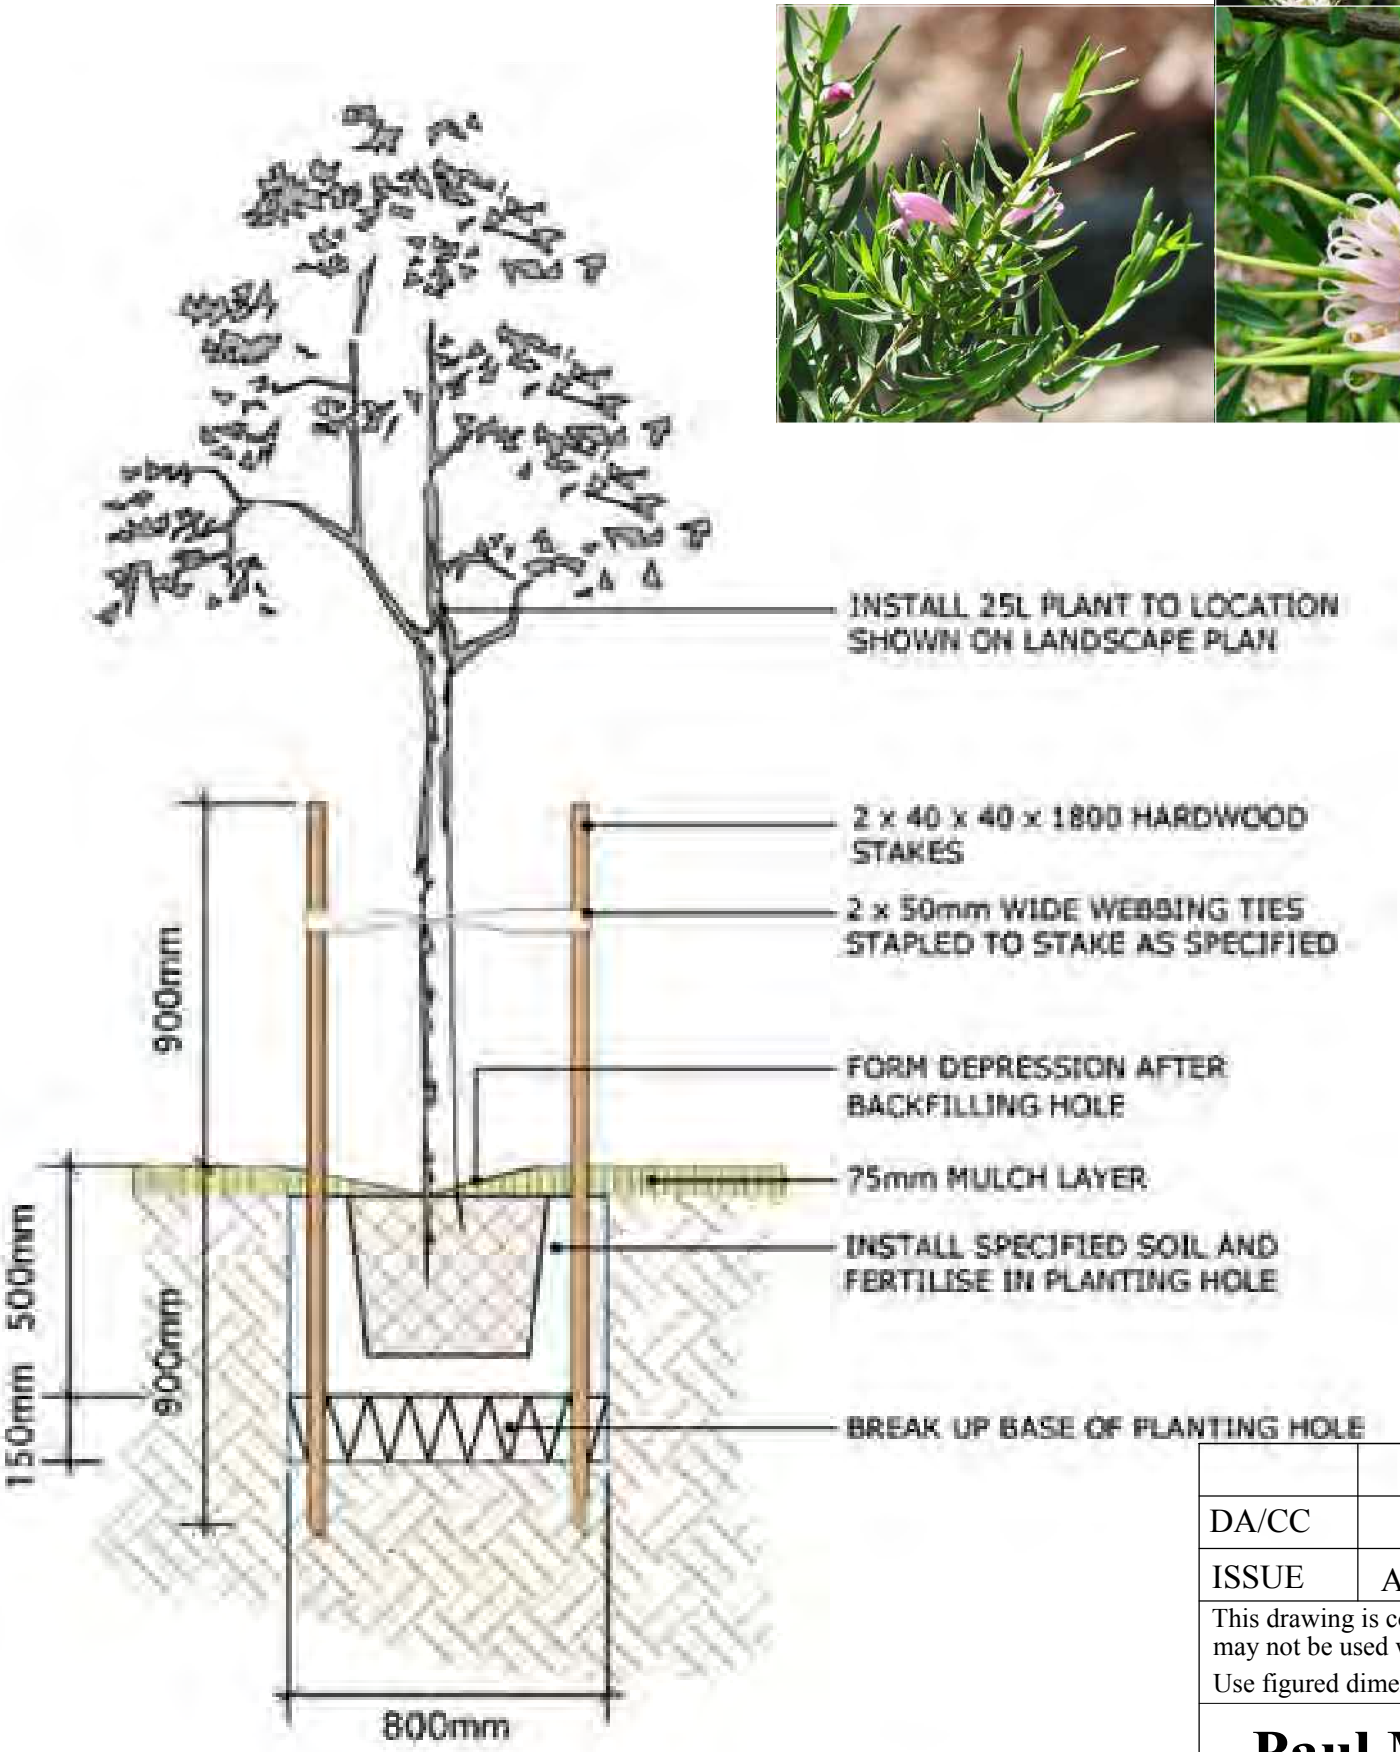 INSTALL 25L PLANT TO LOCATION
SHOWN ON LANDSCAPE PLAN
2 x 40 x 40 x 1800 HARDWOOD
STAKES
2 x 50mm WIDE WEBBING TIES
STAPLED TO STAKE AS SPECIFIED
900mm
FORM DEPRESSION AFTER
BACKFILLING HOLE
75mm MULCH LAYER
500mm
INSTALL SPECIFIED SOIL AND
FERTILISE IN PLANTING HOLE
900mm
150mm
BREAK UP BASE OF PLANTING HOLE
800mm
DA/CC
ISSUE A
This drawing is
may not be used
Use figured
Paul